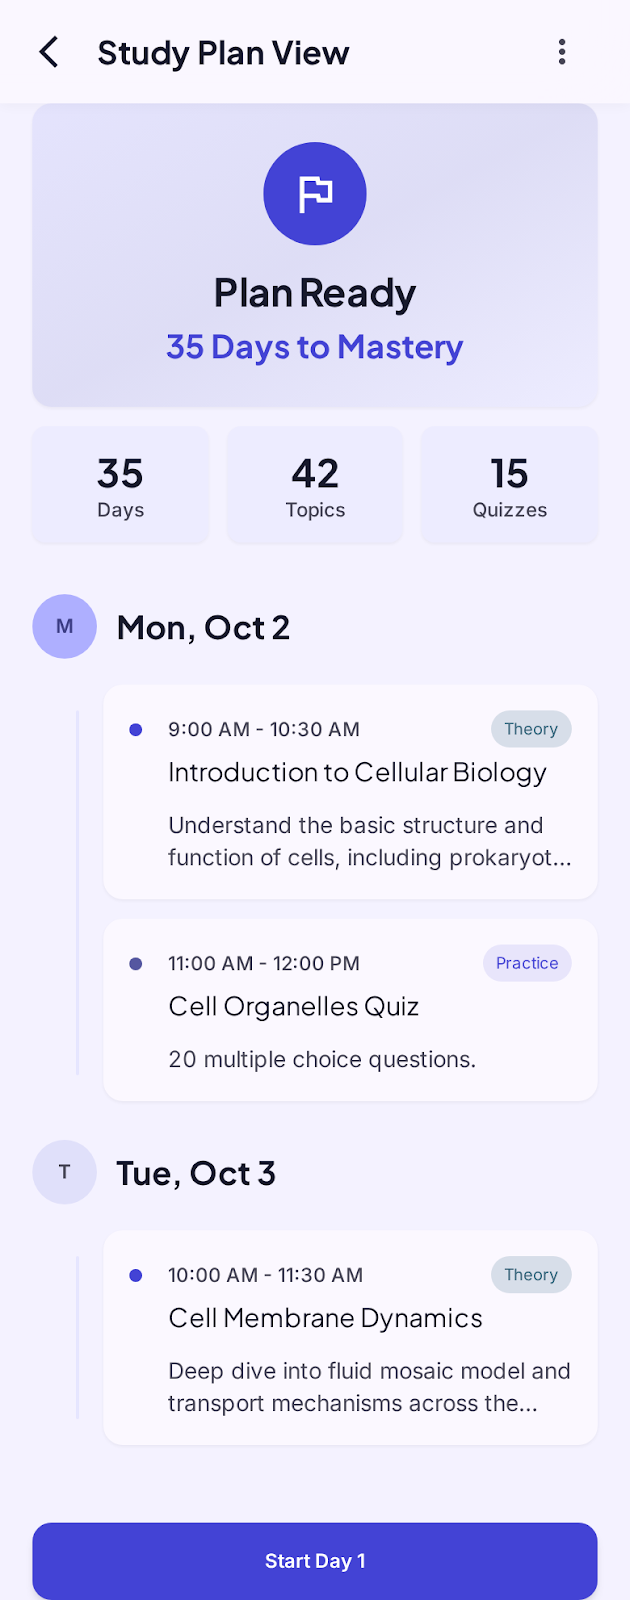 Study Plan View
Plan Ready
35 Days to Mastery
35
Days
42
Topics
15
Quizzes
M
Mon, Oct 2
9:00 AM - 10:30 AM
Theory
Introduction to Cellular Biology
Understand the basic structure and
function of cells, including prokaryot...
11:00 AM - 12:00 PM
Practice
Cell Organelles Quiz
20 multiple choice questions.
T
Tue, Oct 3
10:00 AM - 11:30 AM
Theory
Cell Membrane Dynamics
Deep dive into fluid mosaic model and
transport mechanisms across the...
Start Day 1